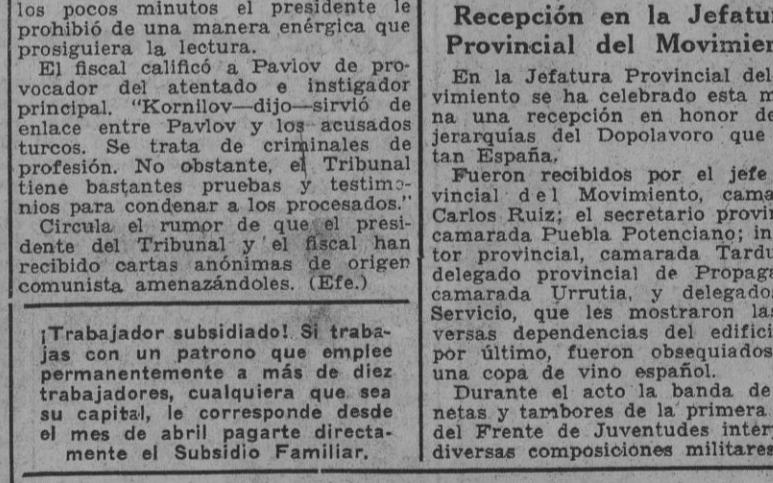 los pocos minutos el presidente le
prohibió de una manera enérgica que
prosiguiera la lectura.
El fiscal calificó a Pavlov de pro-
vocador del atentado e instigador
principal. "Kornilov—dijo—sirvió de
enlace entre Pavlov y los acusados
turcos. Se trata de criminales de
profesión. No obstante, el Tribunal
tiene bastantes pruebas y testimo-
nios para condenar a los procesados."
Circula el rumor de que el presi-
dente del Tribunal y el fiscal han
recibido cartas anónimas de origen
comunista amenazándoles. (Efe.)
¡Trabajador subsidiado! Si traba-
jas con un patrono que emplee
permanentemente a más de diez
trabajadores, cualquiera que sea
su capital, le corresponde desde
el mes de abril pagarte directa-
mente el Subsidio Familiar.
Recepción en la Jefatu
Provincial del Movimien
En la Jefatura Provincial del
vimiento se ha celebrado esta m
na una recepción en honor de
jerarquías del Dopolavoro que
tan España.
Fueron recibidos por el jefe
vincial del Movimiento, cama
Carlos Ruiz; el secretario provin
camarada Puebla Potenciano; in
tor provincial, camarada Tardu
delegado provincial de Propaga
camarada Urrutia, y delegado
Servicio, que les mostraron las
versas dependencias del edifici
por último, fueron obsequiados
una copa de vino español.
Durante el acto la banda de
netas y tambores de la primera
del Frente de Juventudes inter
diversas composiciones militares